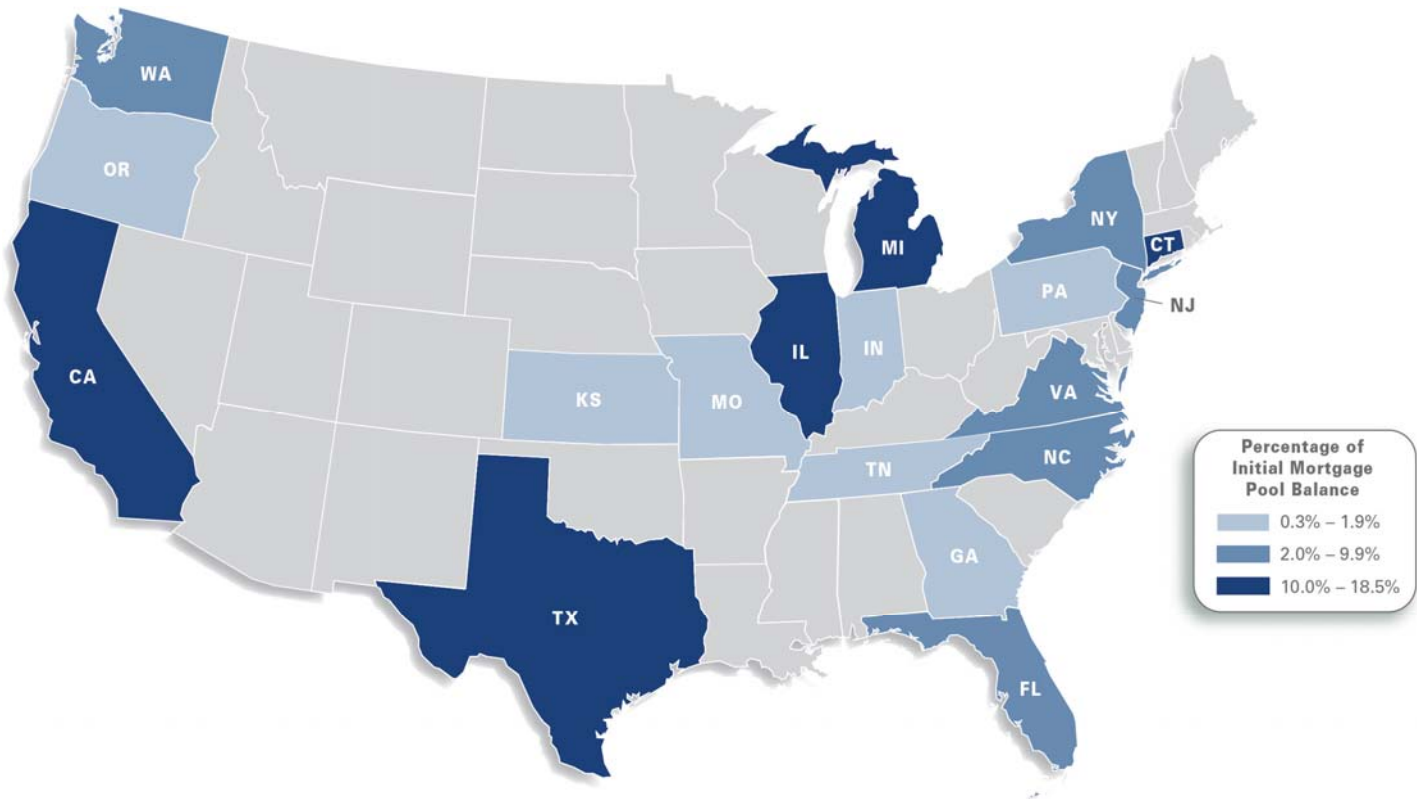 WA
OR
CA
NY
MI
CT
PA
NJ
IL
IN
KS
MO
VA
NC
TN
GA
TX
FL
Percentage of
Initial Mortgage
Pool Balance
0.3% – 1.9%
2.0% – 9.9%
10.0% – 18.5%